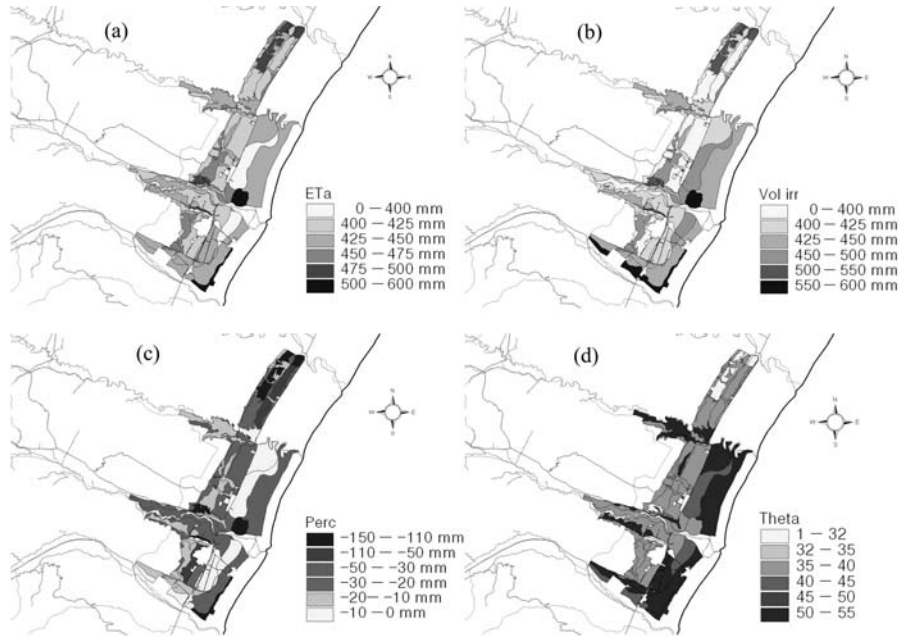 (a)
N
W E
S
ETa
0 — 400 mm
400 — 425 mm
425 — 450 mm
450 — 475 mm
475 — 500 mm
500 — 600 mm
(b)
N
W E
S
Vol irr
0 — 400 mm
400 — 425 mm
425 — 450 mm
450 — 500 mm
500 — 550 mm
550 — 600 mm
(c)
N
W E
S
Perc
−150 — −110 mm
−110 — −50 mm
−50 — −30 mm
−30 — −20 mm
−20 — −10 mm
−10 — 0 mm
(d)
N
W E
S
Theta
1 — 32
32 — 35
35 — 40
40 — 45
45 — 50
50 — 55